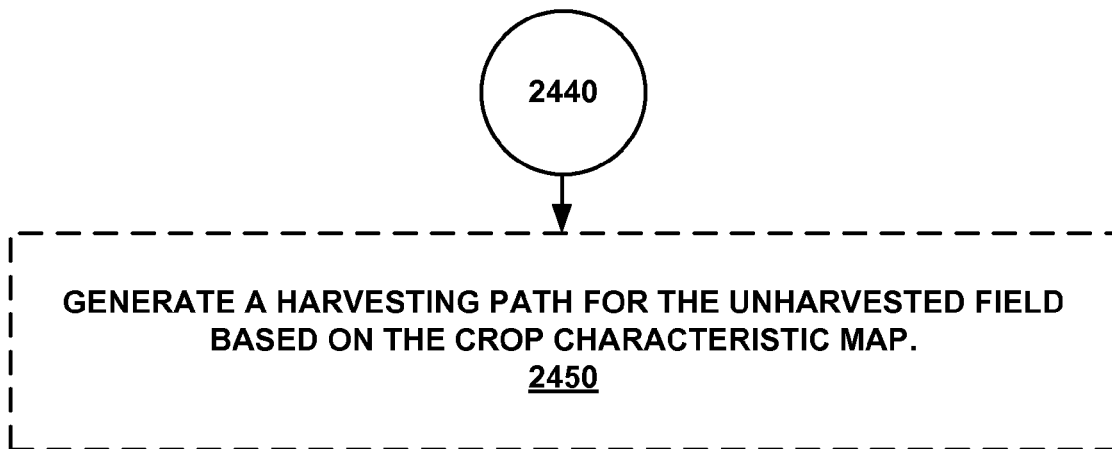 2440
GENERATE A HARVESTING PATH FOR THE UNHARVESTED FIELD
BASED ON THE CROP CHARACTERISTIC MAP.
2450